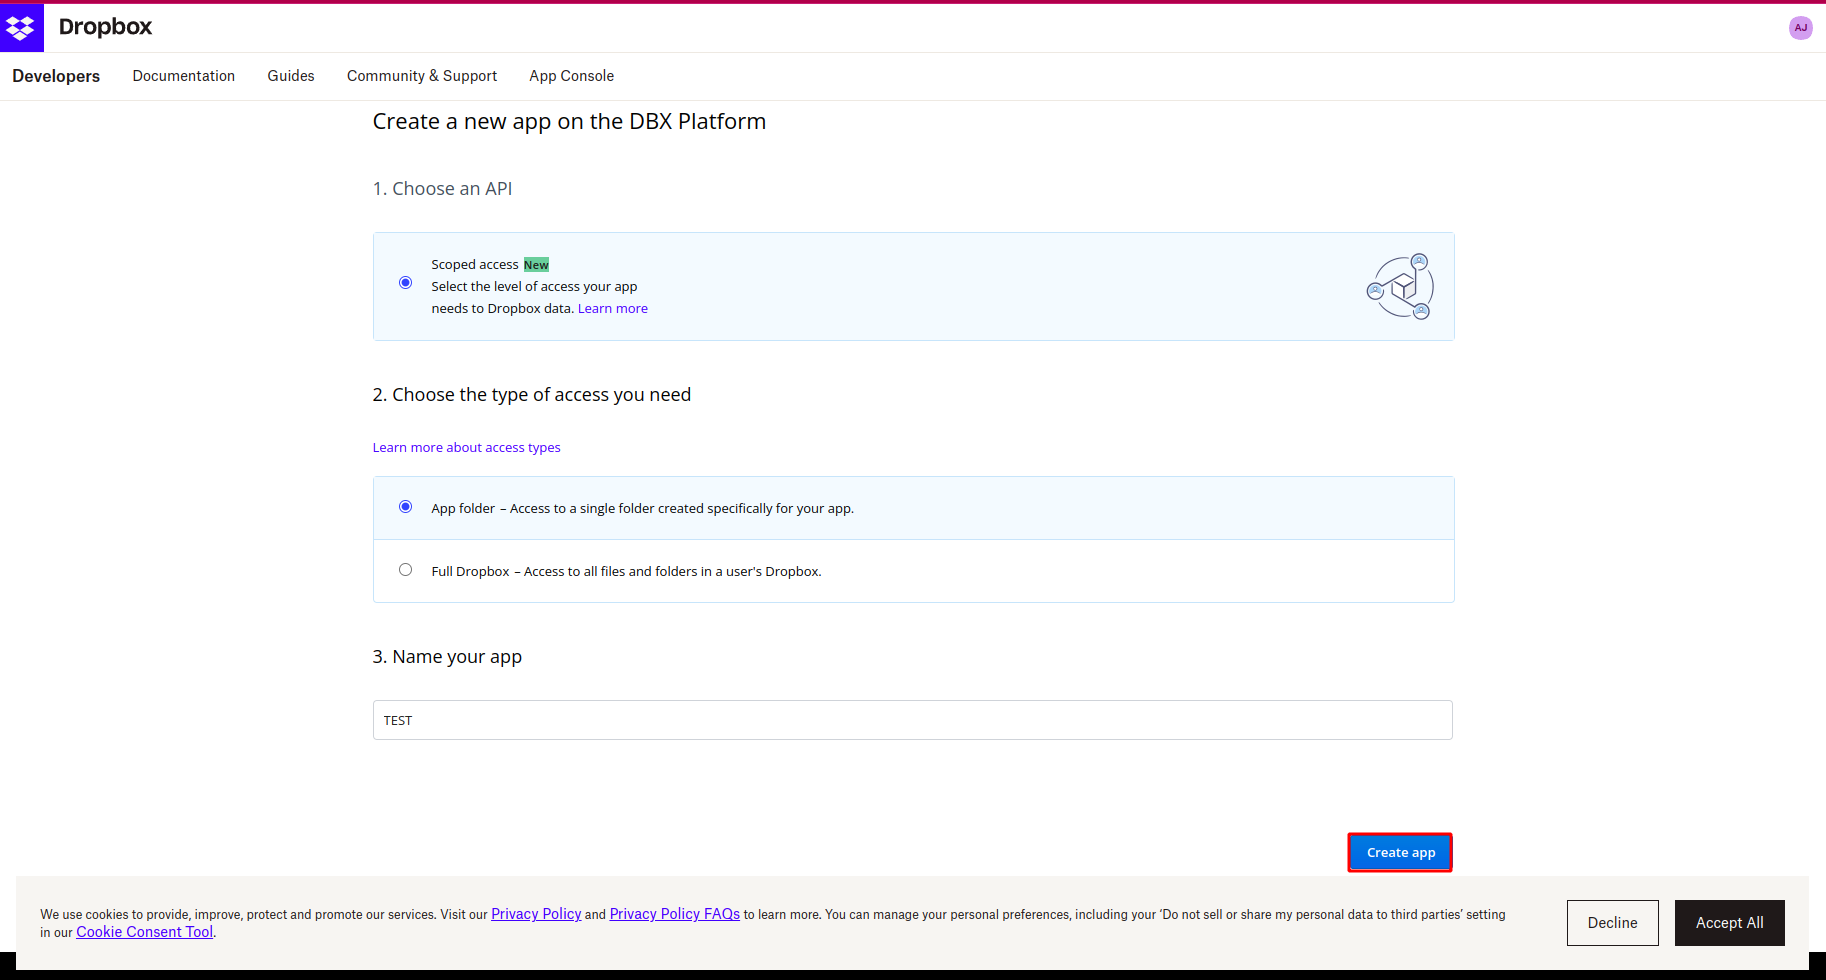 Dropbox
AJ
Developers
Documentation
Guides
Community & Support
App Console
Create a new app on the DBX Platform
1. Choose an API
Scoped access New
Select the level of access your app
needs to Dropbox data. Learn more
2. Choose the type of access you need
Learn more about access types
App folder – Access to a single folder created specifically for your app.
Full Dropbox – Access to all files and folders in a user's Dropbox.
3. Name your app
TEST
Create app
We use cookies to provide, improve, protect and promote our services. Visit our Privacy Policy and Privacy Policy FAQs to learn more. You can manage your personal preferences, including your ‘Do not sell or share my personal data to third parties’ setting
in our Cookie Consent Tool.
Decline
Accept All